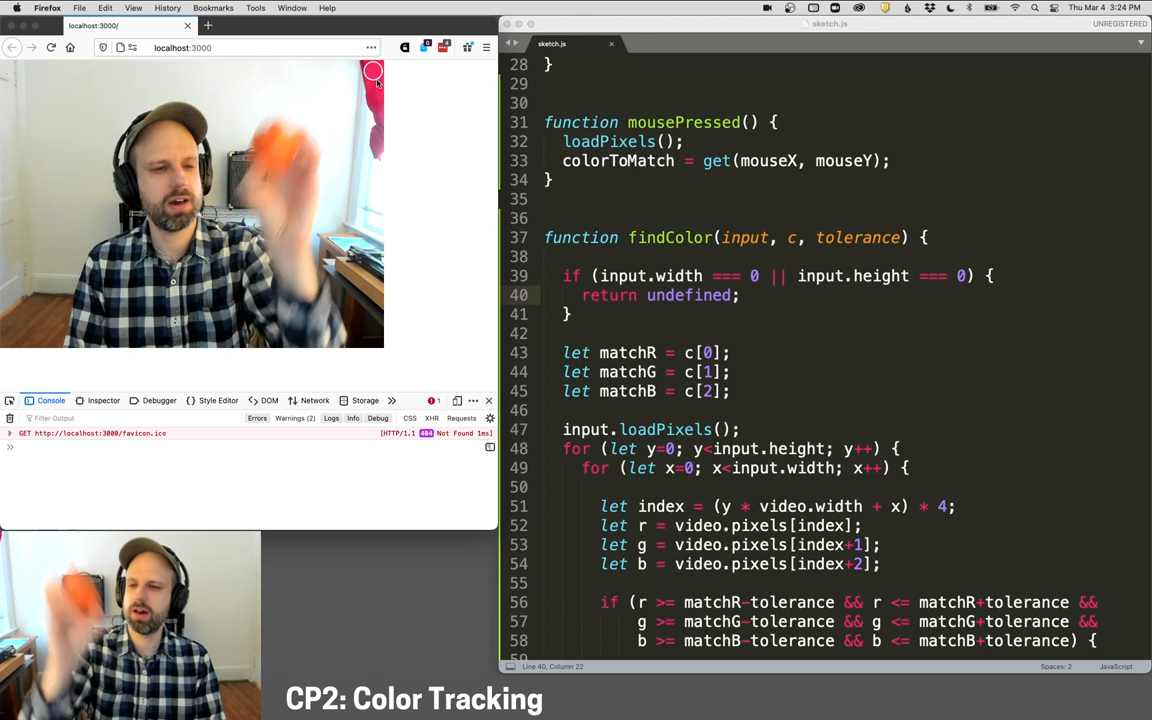 Firefox File Edit View History Bookmarks Tools Window Help Thu Mar 4 3:24 PM
localhost:3000/
localhost:3000
Console Inspector Debugger Style Editor DOM Network Storage 1
Filter Output Errors Warnings (2) Logs Info Debug CSS XHR Requests
GET http://localhost:3000/favicon.ico [HTTP/1.1 404 Not Found 1ms]
sketch.js UNREGISTERED
sketch.js
28 }
29
30
31 function mousePressed() {
32 loadPixels();
33 colorToMatch = get(mouseX, mouseY);
34 }
35
36
37 function findColor(input, c, tolerance) {
38
39 if (input.width === 0 || input.height === 0) {
40 return undefined;
41 }
42
43 let matchR = c[0];
44 let matchG = c[1];
45 let matchB = c[2];
46
47 input.loadPixels();
48 for (let y=0; y<input.height; y++) {
49 for (let x=0; x<input.width; x++) {
50
51 let index = (y * video.width + x) * 4;
52 let r = video.pixels[index];
53 let g = video.pixels[index+1];
54 let b = video.pixels[index+2];
55
56 if (r >= matchR-tolerance && r <= matchR+tolerance &&
57 g >= matchG-tolerance && g <= matchG+tolerance &&
58 b >= matchB-tolerance && b <= matchB+tolerance) {
Line 40, Column 22 Spaces: 2 JavaScript
CP2: Color Tracking